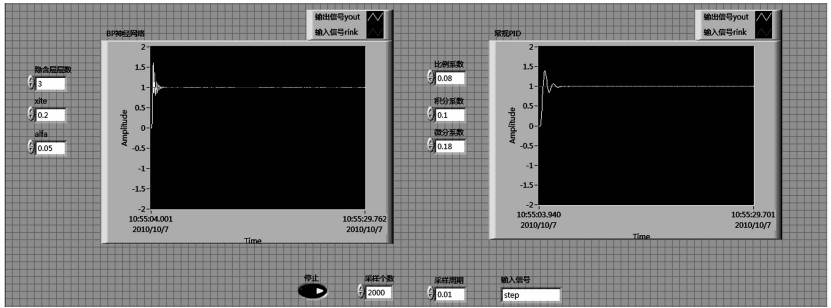 BP神经网络
输出信号yout
输入信号rink
隐含层层数
3
xite
0.2
alfa
0.05
Amplitude
2
1.5
1
0.5
0
-0.5
-1
-1.5
-2
10:55:04.001
2010/10/7
10:55:29.762
2010/10/7
Time
常规PID
输出信号yout
输入信号rink
比例系数
0.08
积分系数
0.1
微分系数
0.18
Amplitude
2
1.5
1
0.5
0
-0.5
-1
-1.5
-2
10:55:03.940
2010/10/7
10:55:29.701
2010/10/7
Time
停止
采样个数
2000
采样周期
0.01
输入信号
step